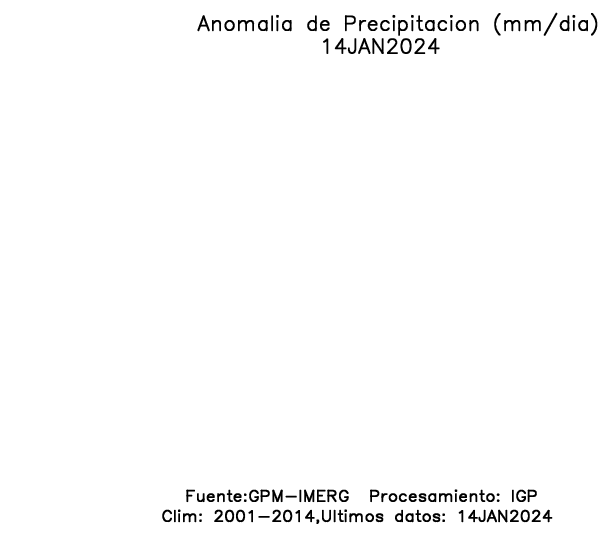 Anomalia de Precipitacion (mm/dia)
14JAN2024
Fuente:GPM-IMERG Procesamiento: IGP
Clim: 2001-2014,Ultimos datos: 14JAN2024